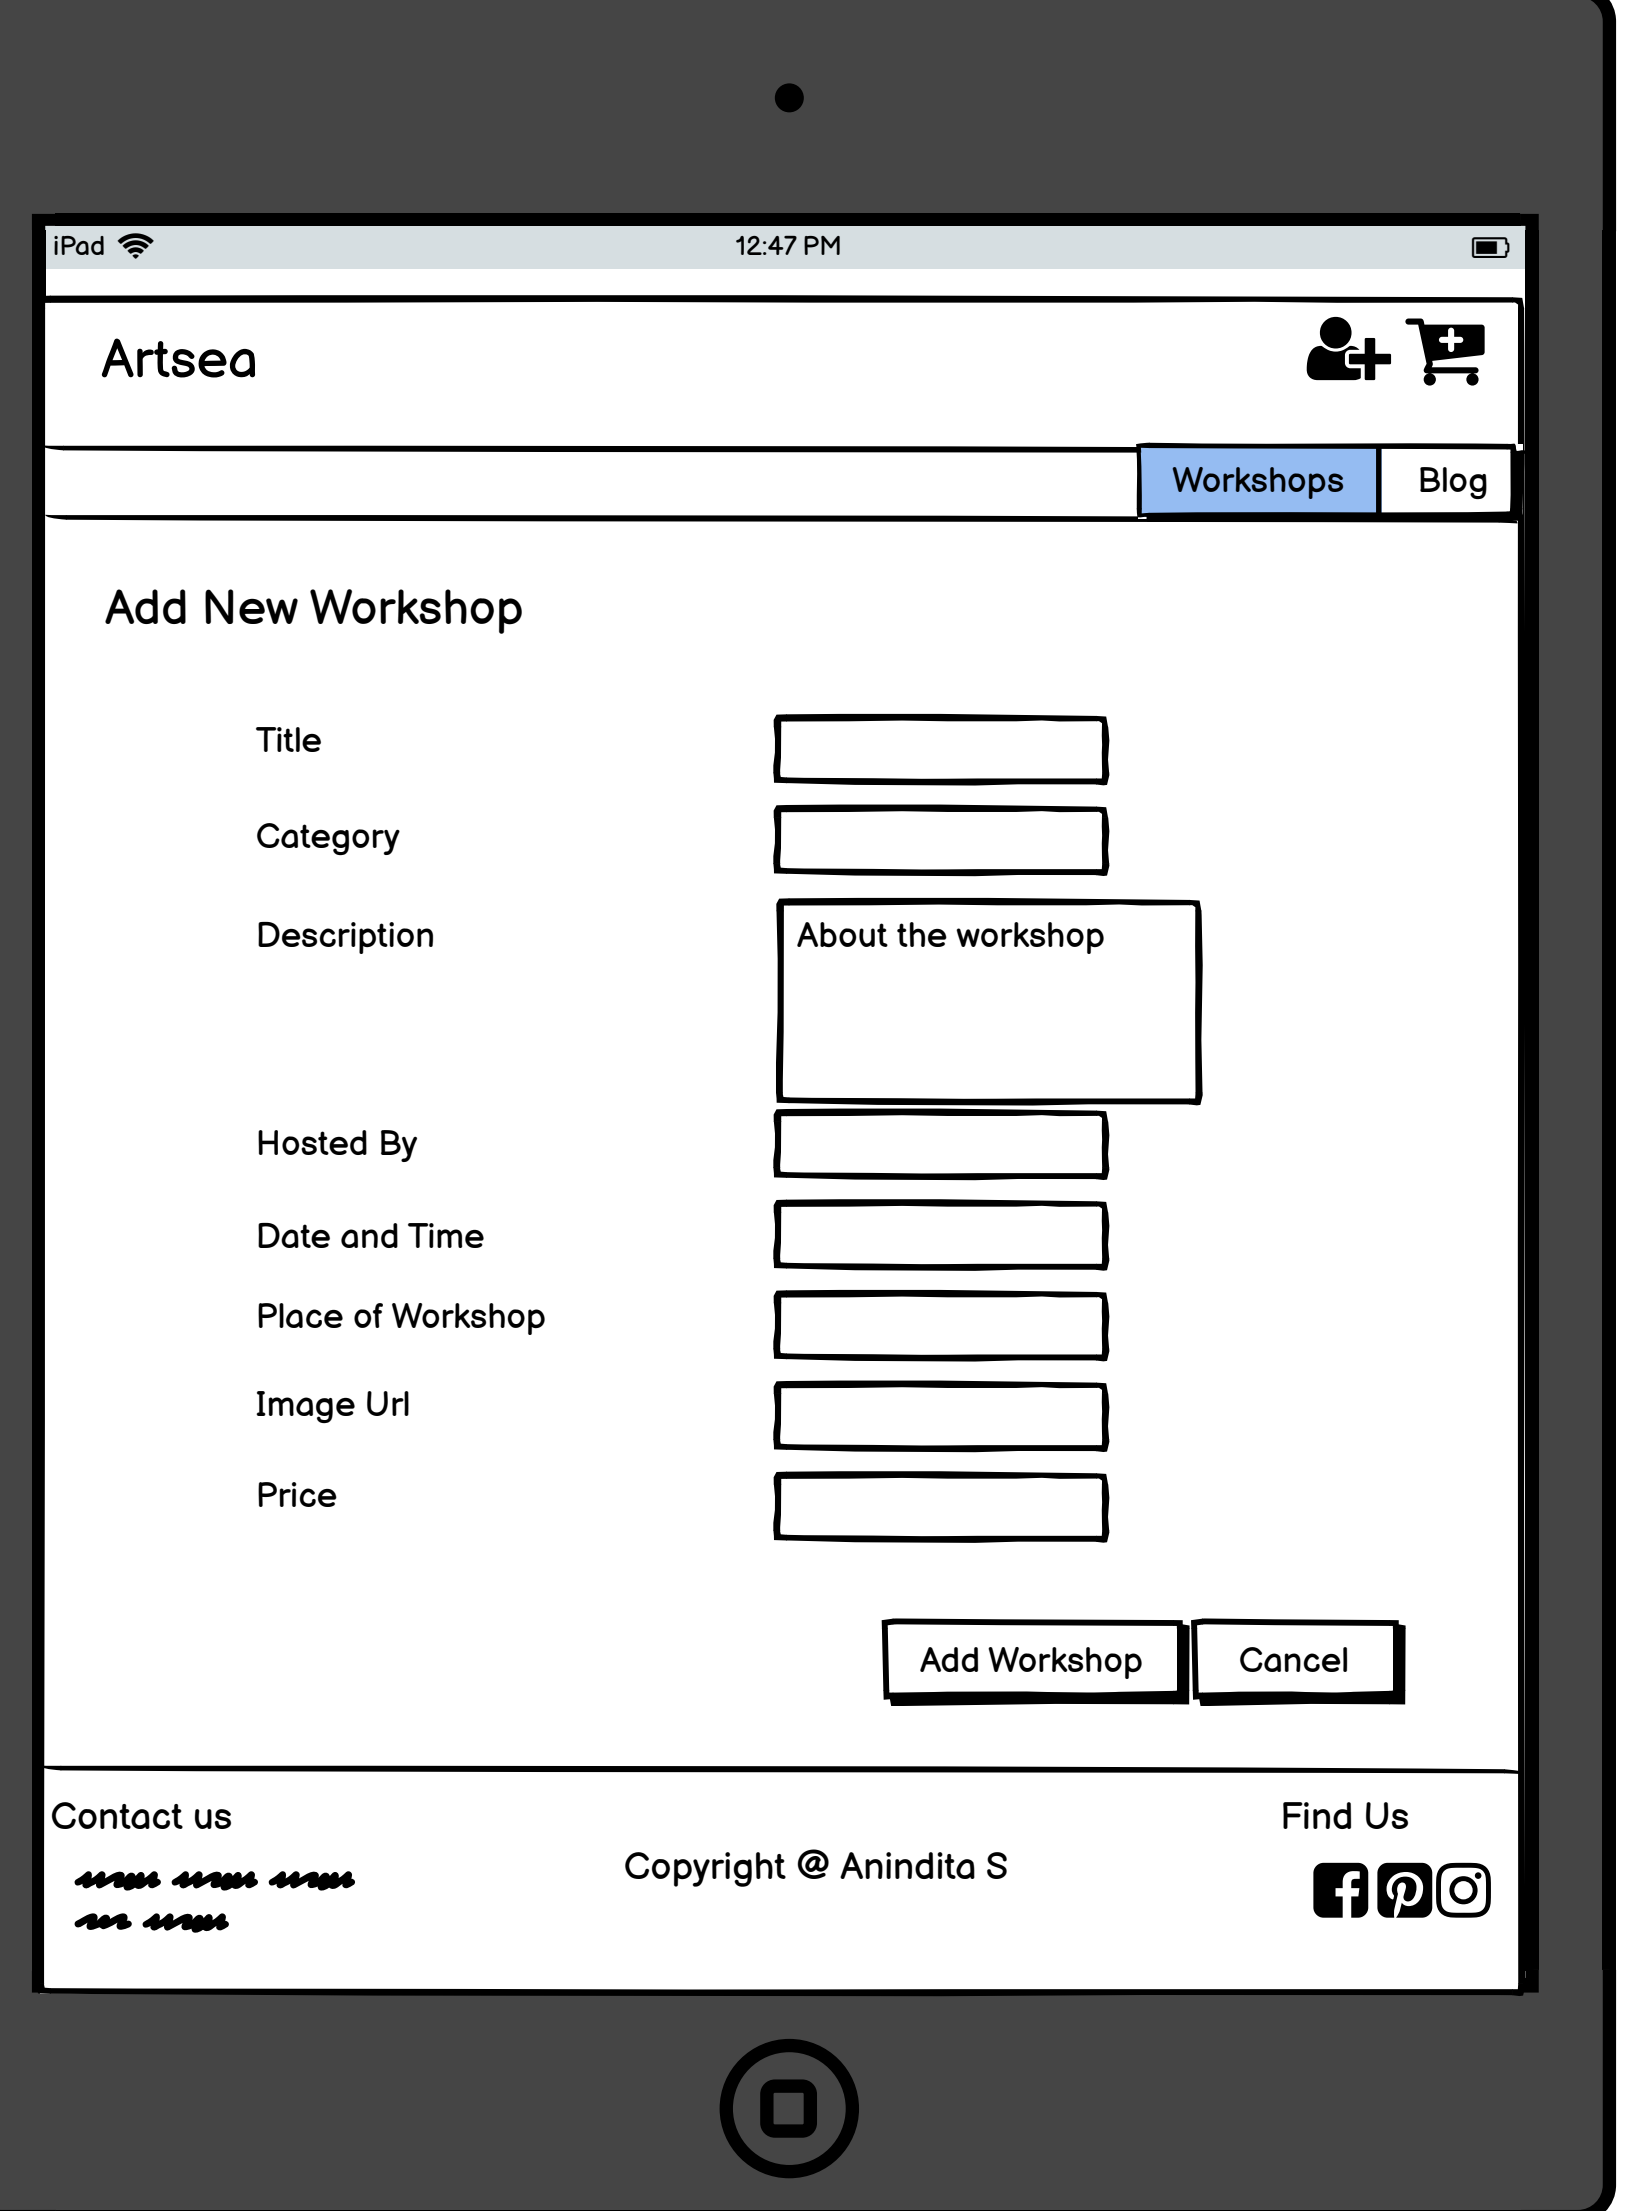 iPad
12:47 PM
Artsea
Workshops
Blog
Add New Workshop
Title
Category
Description
About the workshop
Hosted By
Date and Time
Place of Workshop
Image Url
Price
Add Workshop
Cancel
Contact us
Find Us
Copyright @ Anindita S